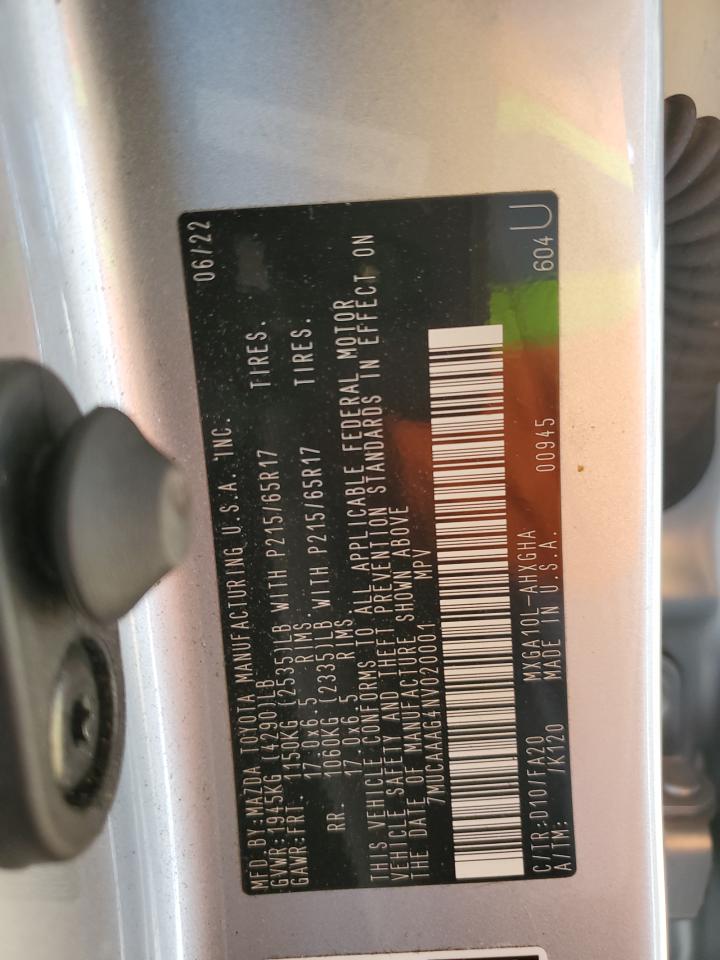 MFD.BY:MAZDA TOYOTA MANUFACTURING U.S.A. INC. 06/22
GVWR:1945KG (4290)LB
GAWR:FRT. 1150KG (2535)LB WITH P215/65R17 TIRES.
17.0x6.5 RIMS
RR. 1060KG (2335)LB WITH P215/65R17 TIRES.
17.0x6.5 RIMS
THIS VEHICLE CONFORMS TO ALL APPLICABLE FEDERAL MOTOR
VEHICLE SAFETY AND THEFT PREVENTION STANDARDS IN EFFECT ON
THE DATE OF MANUFACTURE SHOWN ABOVE
7MUCAAAG4NV020001 MPV
C/TR:D10/FA20 MXGA10L-AHXGHA 00945 604 U
A/TM: /K120 MADE IN U.S.A.